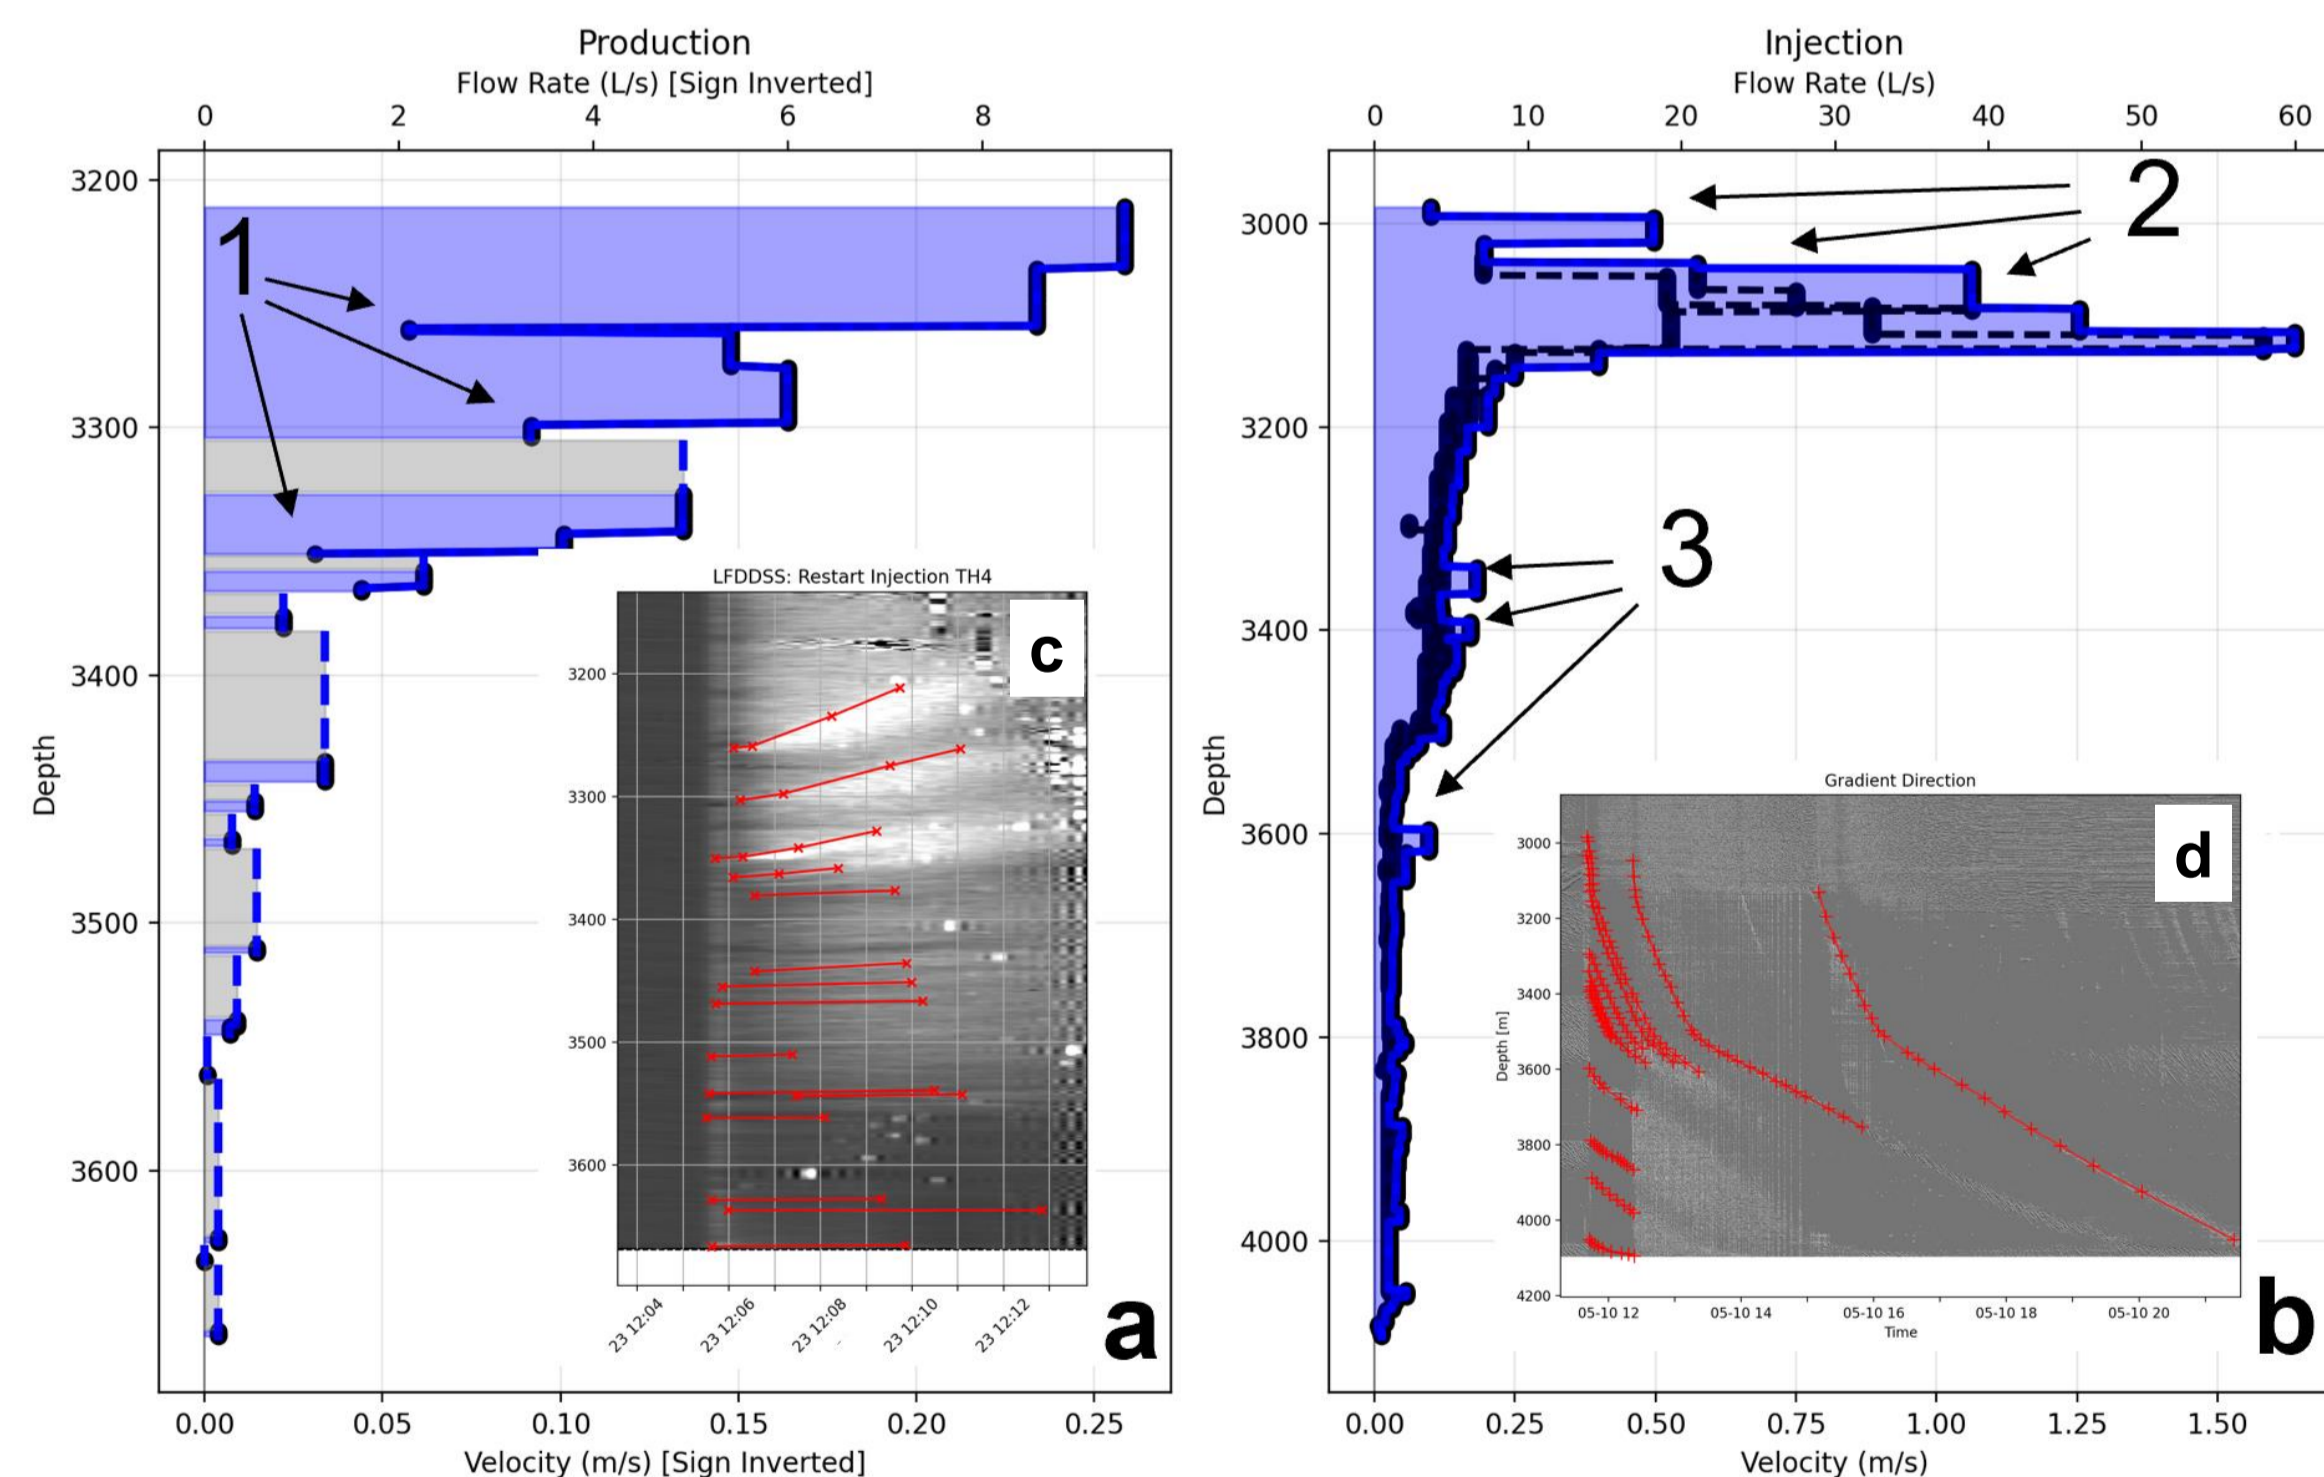 Production
Flow Rate (L/s) [Sign Inverted]
0 2 4 6 8
3200
3300
3400
3500
3600
Depth
0.00 0.05 0.10 0.15 0.20 0.25
Velocity (m/s) [Sign Inverted]
1
a
LFDDSS: Restart Injection TH4
c
3200
3300
3400
3500
3600
23 12:04 23 12:06 23 12:08 23 12:10 23 12:12
Injection
Flow Rate (L/s)
0 10 20 30 40 50 60
3000
3200
3400
3600
3800
4000
Depth
0.00 0.25 0.50 0.75 1.00 1.25 1.50
Velocity (m/s)
2
3
b
Gradient Direction
d
3000
3200
3400
3600
3800
4000
4200
Depth [m]
05-10 12 05-10 14 05-10 16 05-10 18 05-10 20
Time